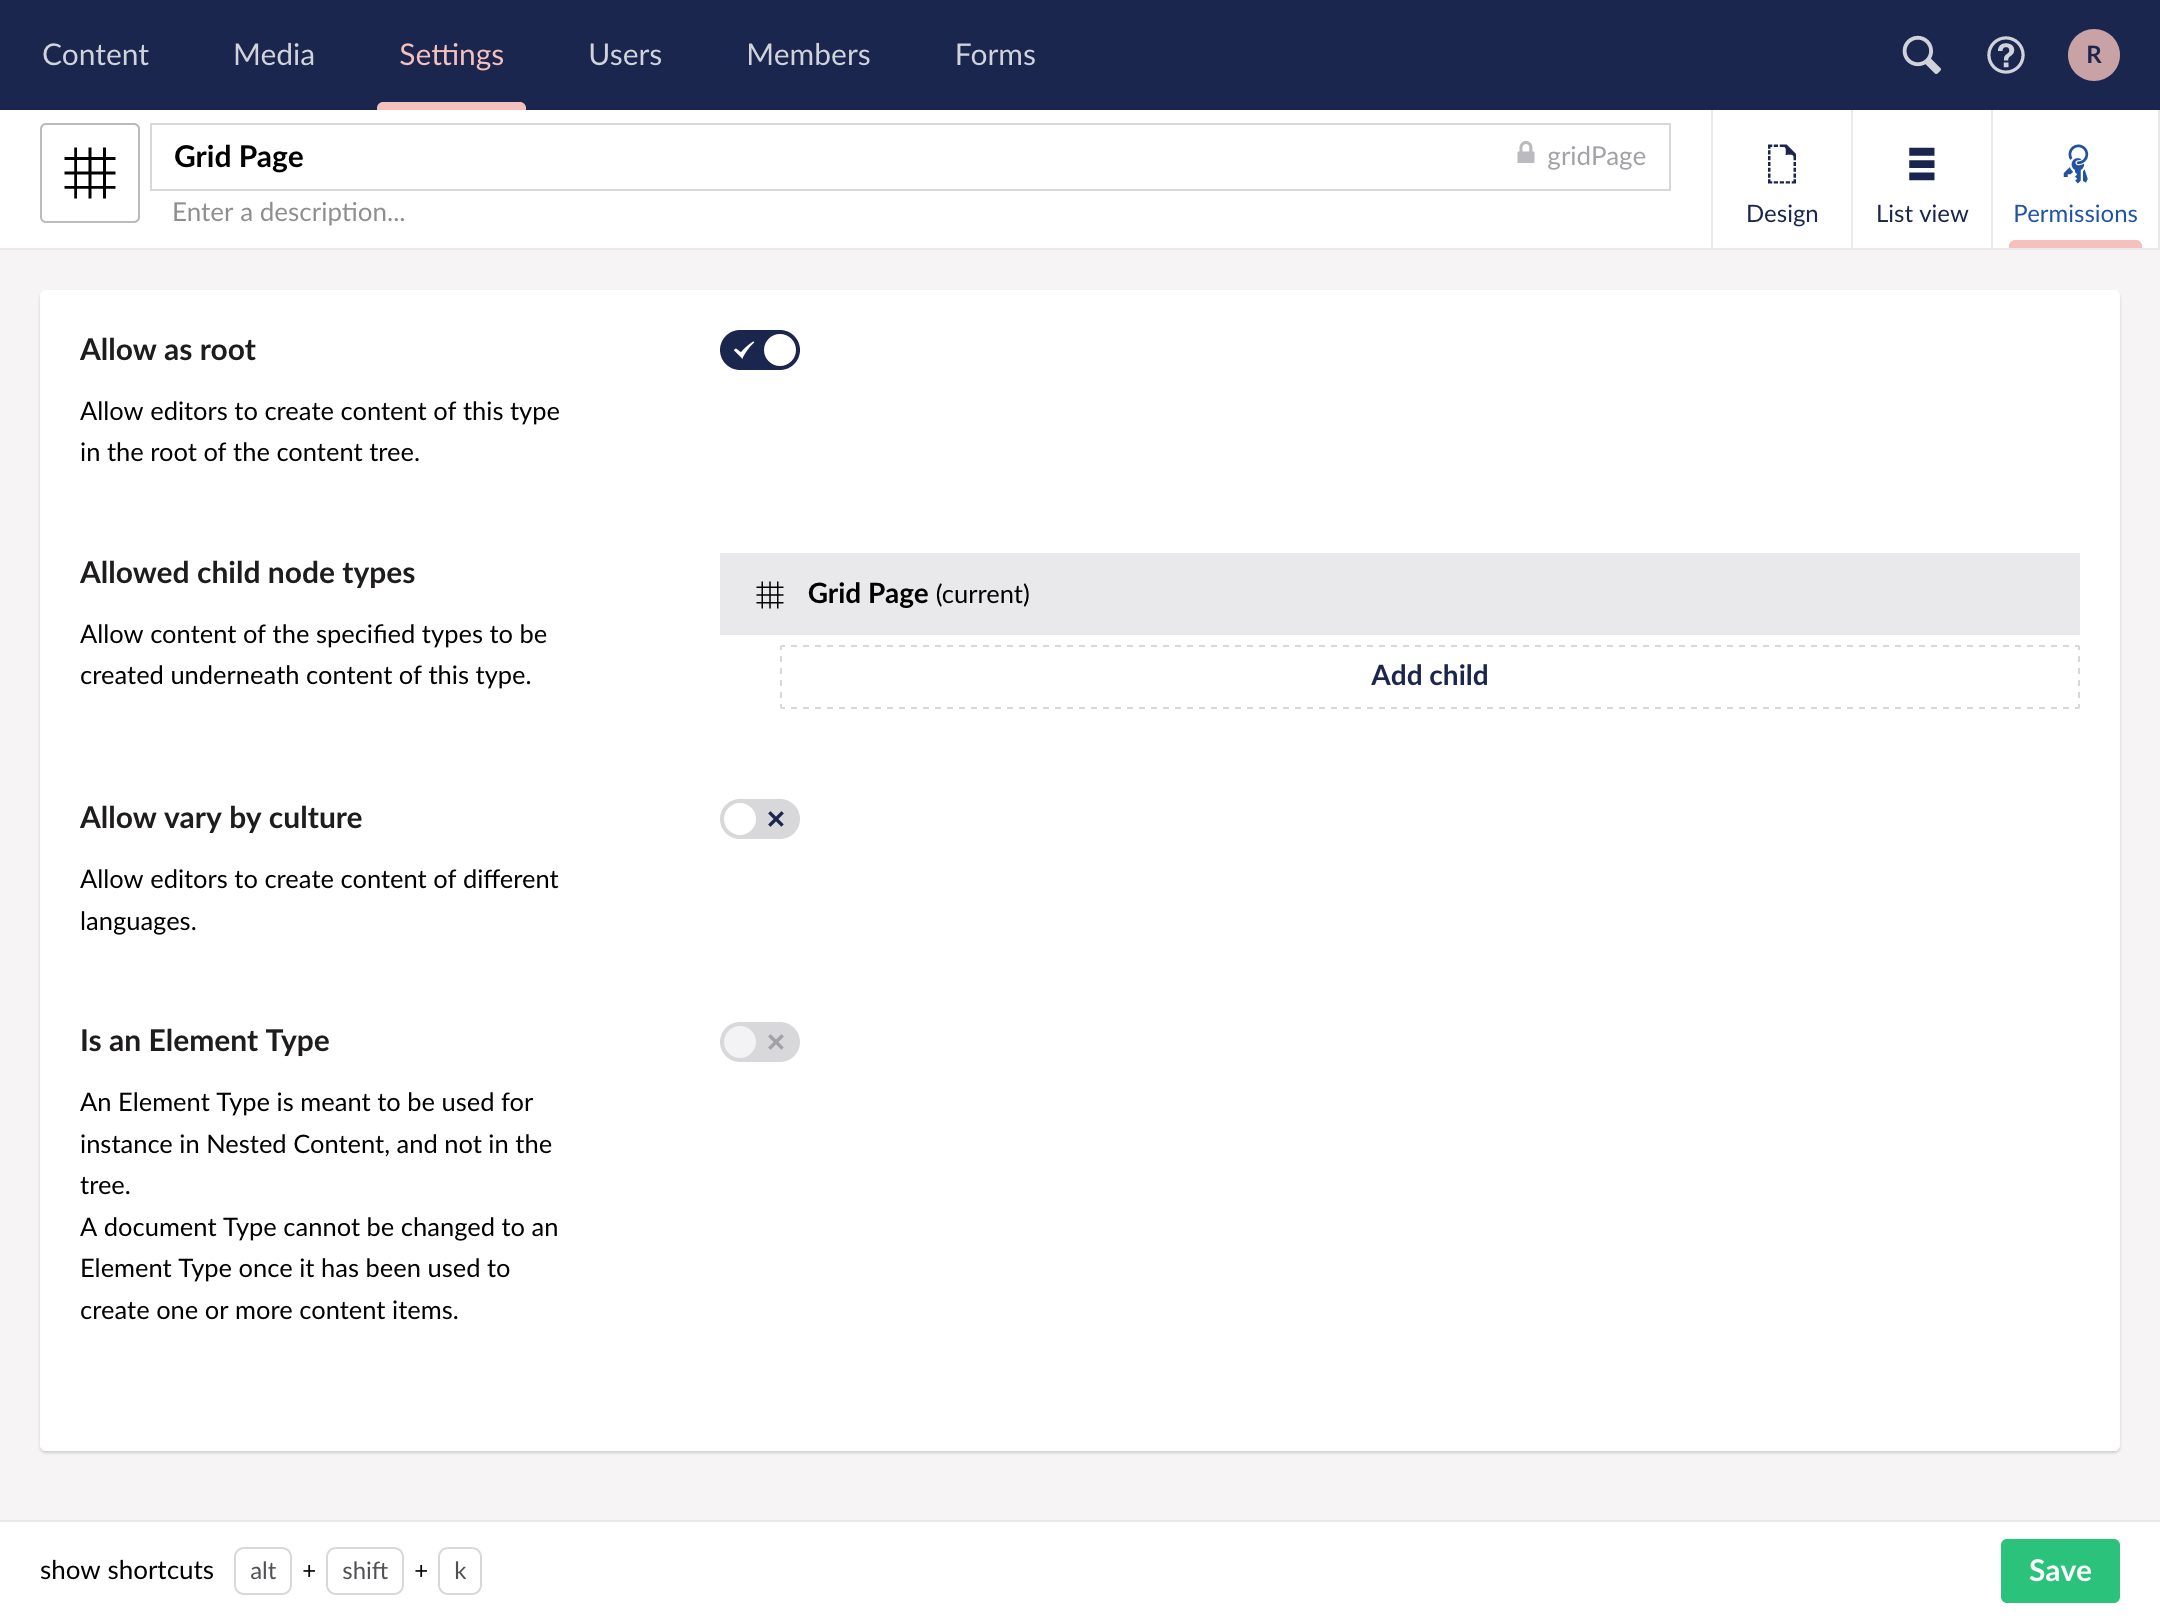 Content Media Settings Users Members Forms R
Grid Page gridPage
Enter a description...
Design List view Permissions
Allow as root
Allow editors to create content of this type
in the root of the content tree.
Allowed child node types
Allow content of the specified types to be
created underneath content of this type.
Grid Page (current)
Add child
Allow vary by culture
Allow editors to create content of different
languages.
Is an Element Type
An Element Type is meant to be used for
instance in Nested Content, and not in the
tree.
A document Type cannot be changed to an
Element Type once it has been used to
create one or more content items.
show shortcuts alt + shift + k Save